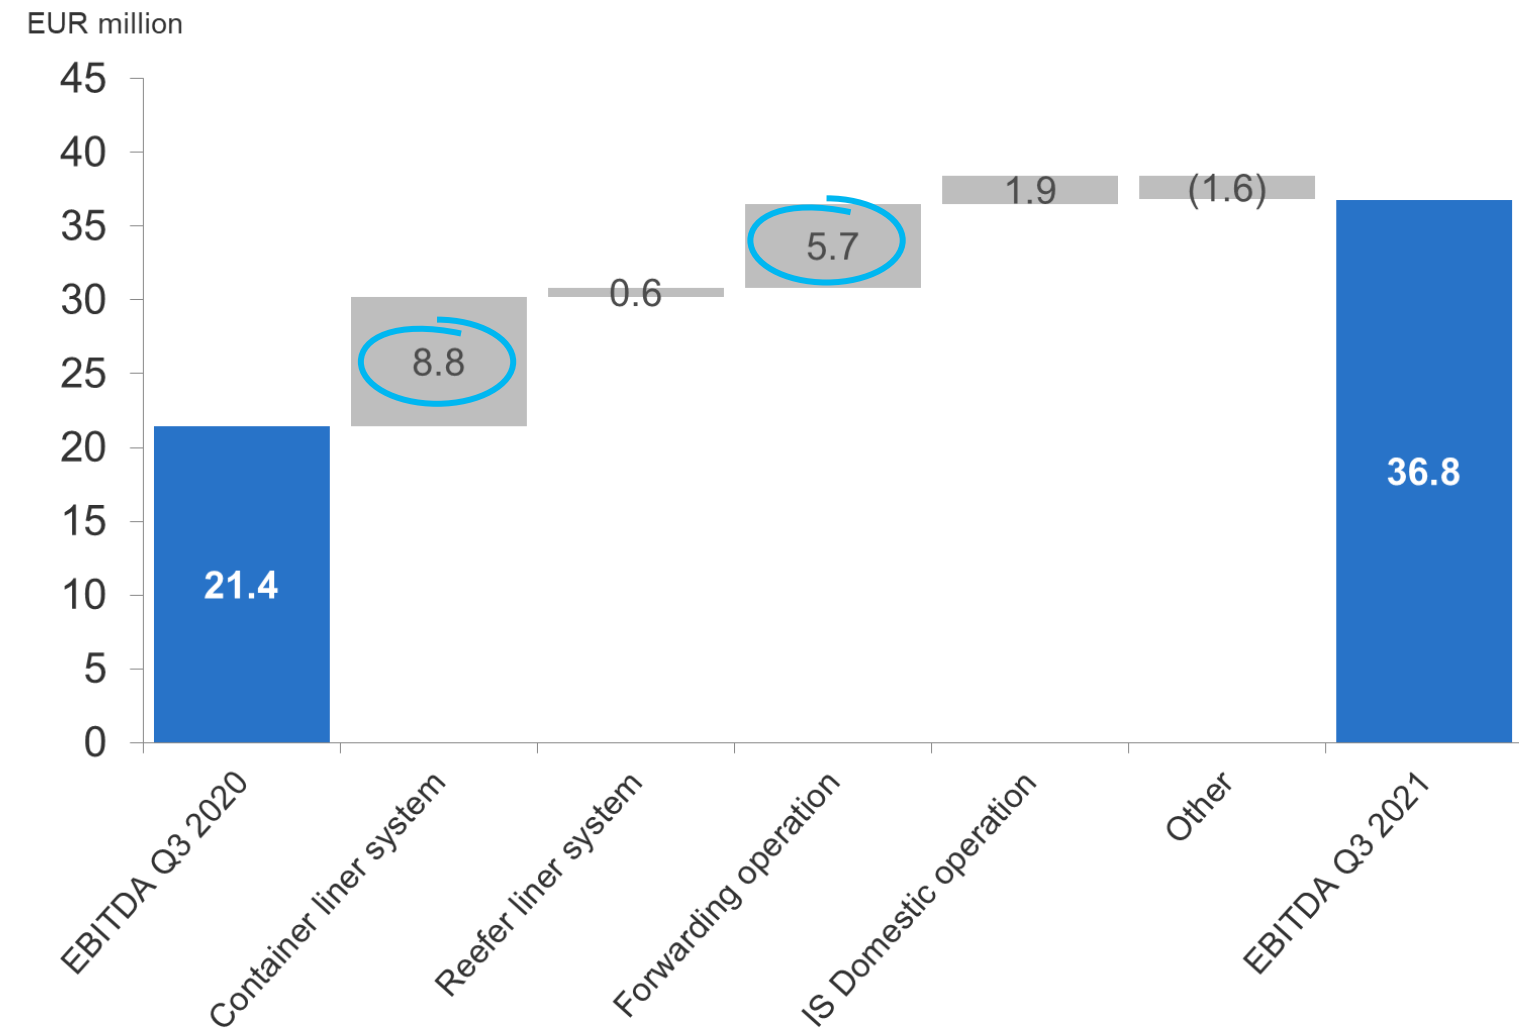 EUR million
45
40
35
30
25
20
15
10
5
0
21.4
8.8
0.6
5.7
1.9
(1.6)
36.8
EBITDA Q3 2020
Container liner system
Reefer liner system
Forwarding operation
IS Domestic operation
Other
EBITDA Q3 2021